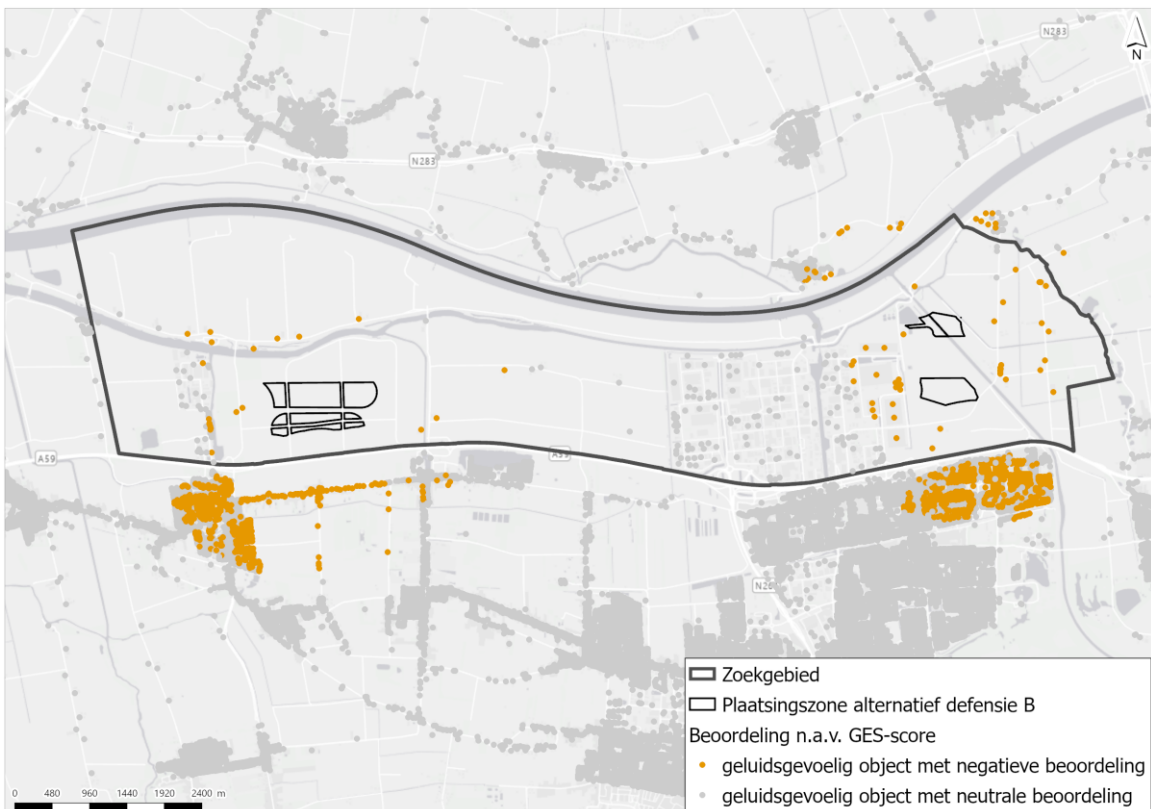 N283
N
N283
A59
A59
N26
Zoekgebied
Plaatsingszone alternatief defensie B
Beoordeling n.a.v. GES-score
geluidsgevoelig object met negatieve beoordeling
geluidsgevoelig object met neutrale beoordeling
0 480 960 1440 1920 2400 m